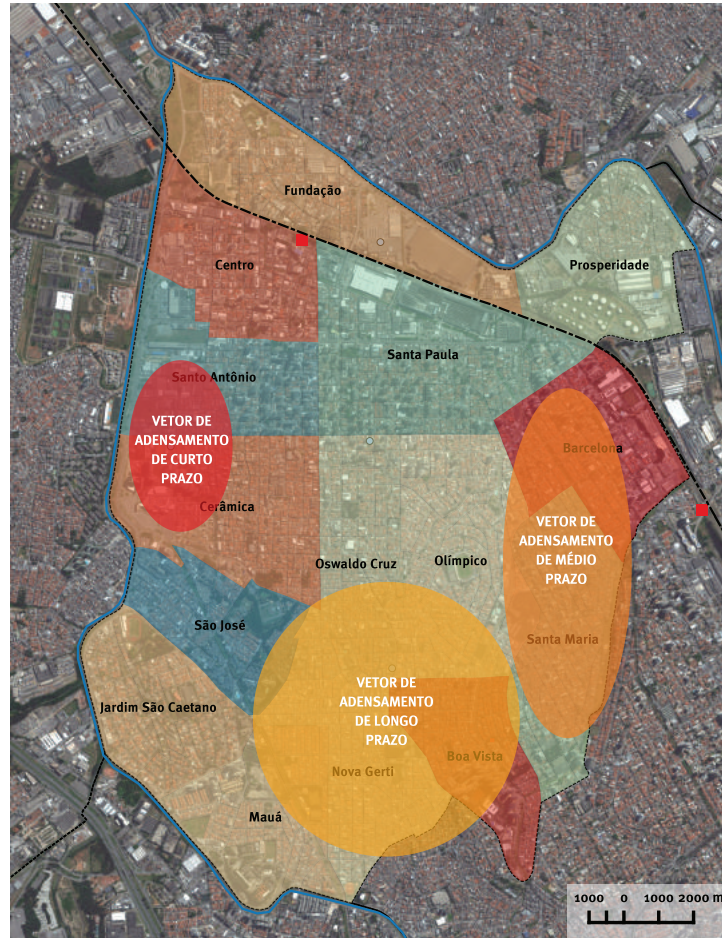 Fundação
Centro
Prosperidade
Santa Paula
Santo Antônio
VETOR DE
ADENSAMENTO
DE CURTO
PRAZO
Barcelona
Cerâmica
VETOR DE
ADENSAMENTO
DE MÉDIO
PRAZO
Oswaldo Cruz
Olímpico
São José
Santa Maria
VETOR DE
ADENSAMENTO
DE LONGO
PRAZO
Jardim São Caetano
Boa Vista
Nova Gerti
Mauá
1000 0 1000 2000 m